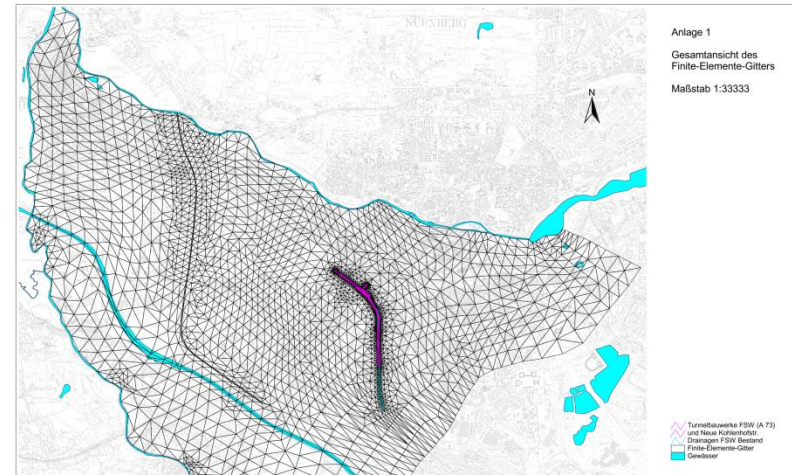 NÜRNBERG
Anlage 1
Gesamtansicht des
Finite-Elemente-Gitters
Maßstab 1:33333
N
Tunnelbauwerke FSW (A 73)
und Neue Kohlenhofstr.
Drainagen FSW Bestand
Finite-Elemente-Gitter
Gewässer